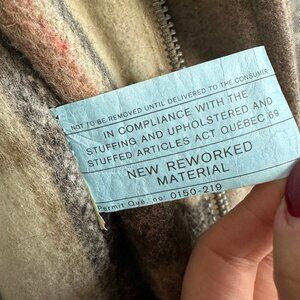 NOT TO BE REMOVED UNTIL DELIVERED TO THE CONSUMER
IN COMPLIANCE WITH THE
STUFFING AND UPHOLSTERED AND
STUFFED ARTICLES ACT QUEBEC 69
NEW REWORKED
MATERIAL
Permit Qué. no: 0150-219